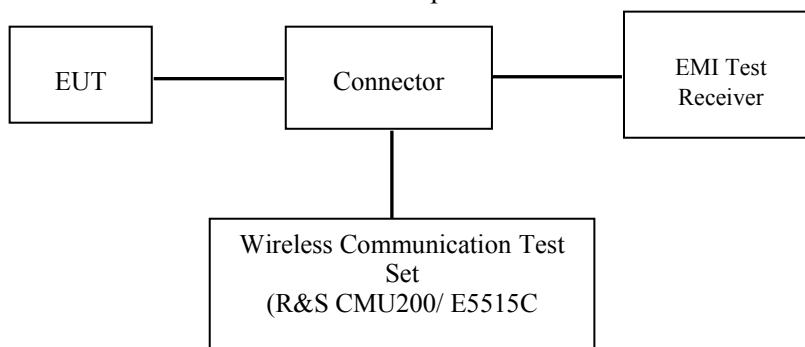 EUT
Connector
EMI Test
Receiver
Wireless Communication Test
Set
(R&S CMU200/ E5515C